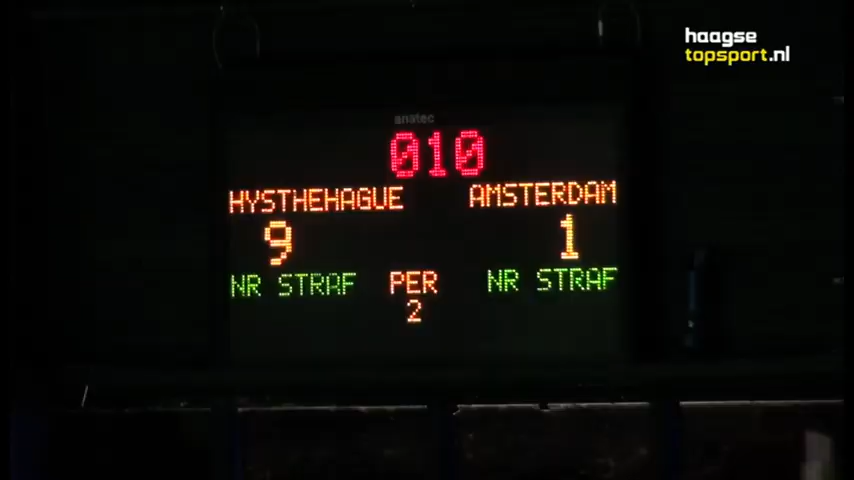 haagse
topsport.nl
anatec
010
HYSTHEHAGUE AMSTERDAM
9 1
NR STRAF PER NR STRAF
2